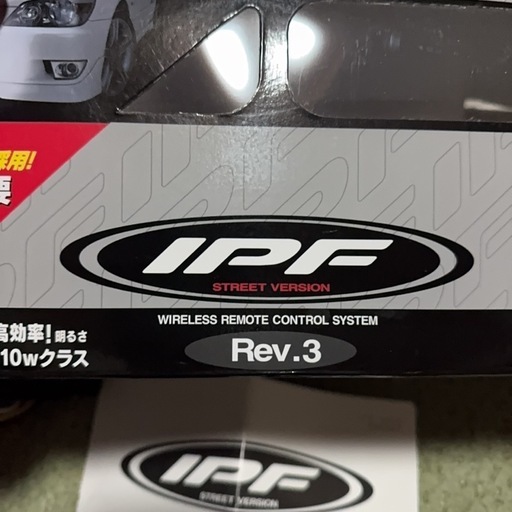 採用!
要
IPF
STREET VERSION
WIRELESS REMOTE CONTROL SYSTEM
Rev.3
高効率!明るさ
10wクラス
IPF
STREET VERSION